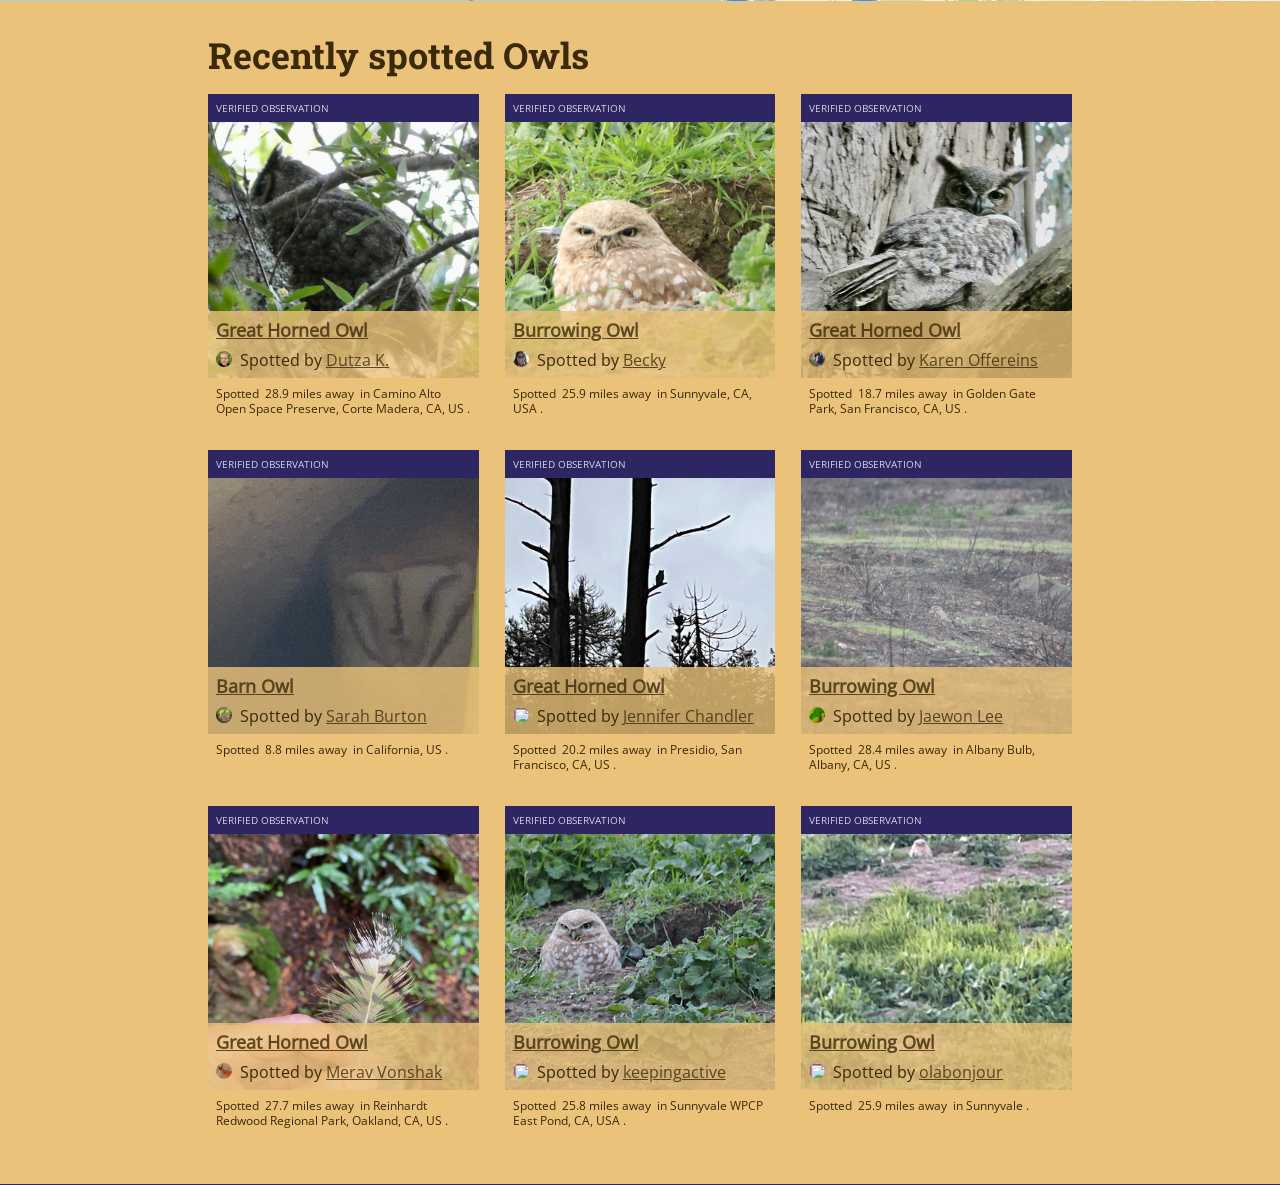 Recently spotted Owls
VERIFIED OBSERVATION
Great Horned Owl
Spotted by Dutza K.
Spotted 28.9 miles away in Camino Alto
Open Space Preserve, Corte Madera, CA, US .
VERIFIED OBSERVATION
Burrowing Owl
Spotted by Becky
Spotted 25.9 miles away in Sunnyvale, CA,
USA .
VERIFIED OBSERVATION
Great Horned Owl
Spotted by Karen Offereins
Spotted 18.7 miles away in Golden Gate
Park, San Francisco, CA, US .
VERIFIED OBSERVATION
Barn Owl
Spotted by Sarah Burton
Spotted 8.8 miles away in California, US .
VERIFIED OBSERVATION
Great Horned Owl
Spotted by Jennifer Chandler
Spotted 20.2 miles away in Presidio, San
Francisco, CA, US .
VERIFIED OBSERVATION
Burrowing Owl
Spotted by Jaewon Lee
Spotted 28.4 miles away in Albany Bulb,
Albany, CA, US .
VERIFIED OBSERVATION
Great Horned Owl
Spotted by Merav Vonshak
Spotted 27.7 miles away in Reinhardt
Redwood Regional Park, Oakland, CA, US .
VERIFIED OBSERVATION
Burrowing Owl
Spotted by keepingactive
Spotted 25.8 miles away in Sunnyvale WPCP
East Pond, CA, USA .
VERIFIED OBSERVATION
Burrowing Owl
Spotted by olabonjour
Spotted 25.9 miles away in Sunnyvale .